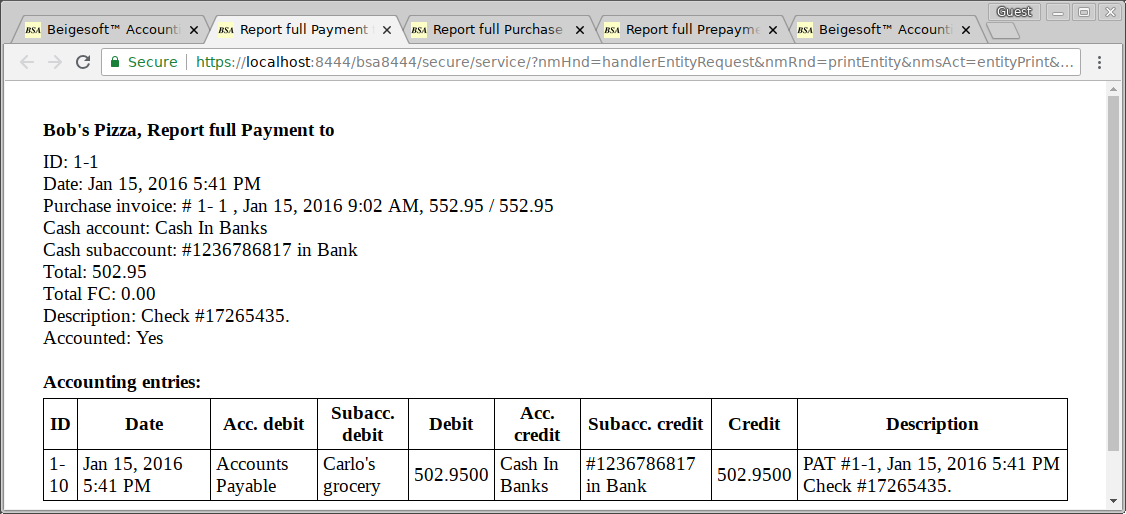 Guest
BSA Beigesoft™ Account
BSA Report full Payment
BSA Report full Purchase
BSA Report full Prepaym
BSA Beigesoft™ Account
Secure | https://localhost:8444/bsa8444/secure/service/?nmHnd=handlerEntityRequest&nmRnd=printEntity&nmsAct=entityPrint&...
Bob's Pizza, Report full Payment to
ID: 1-1
Date: Jan 15, 2016 5:41 PM
Purchase invoice: # 1- 1 , Jan 15, 2016 9:02 AM, 552.95 / 552.95
Cash account: Cash In Banks
Cash subaccount: #1236786817 in Bank
Total: 502.95
Total FC: 0.00
Description: Check #17265435.
Accounted: Yes
Accounting entries:
ID Date Acc. debit Subacc. debit Debit Acc. credit Subacc. credit Credit Description
1-10 Jan 15, 2016 5:41 PM Accounts Payable Carlo's grocery 502.9500 Cash In Banks #1236786817 in Bank 502.9500 PAT #1-1, Jan 15, 2016 5:41 PM Check #17265435.